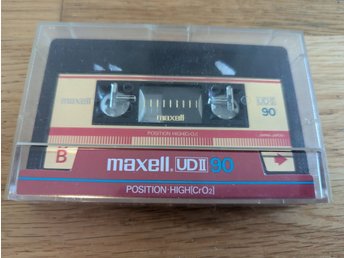 maxell
UDII
90
maxell
POSITION HIGH(CrO2)
B
maxell. UDII 90
POSITION·HIGH[CrO2]